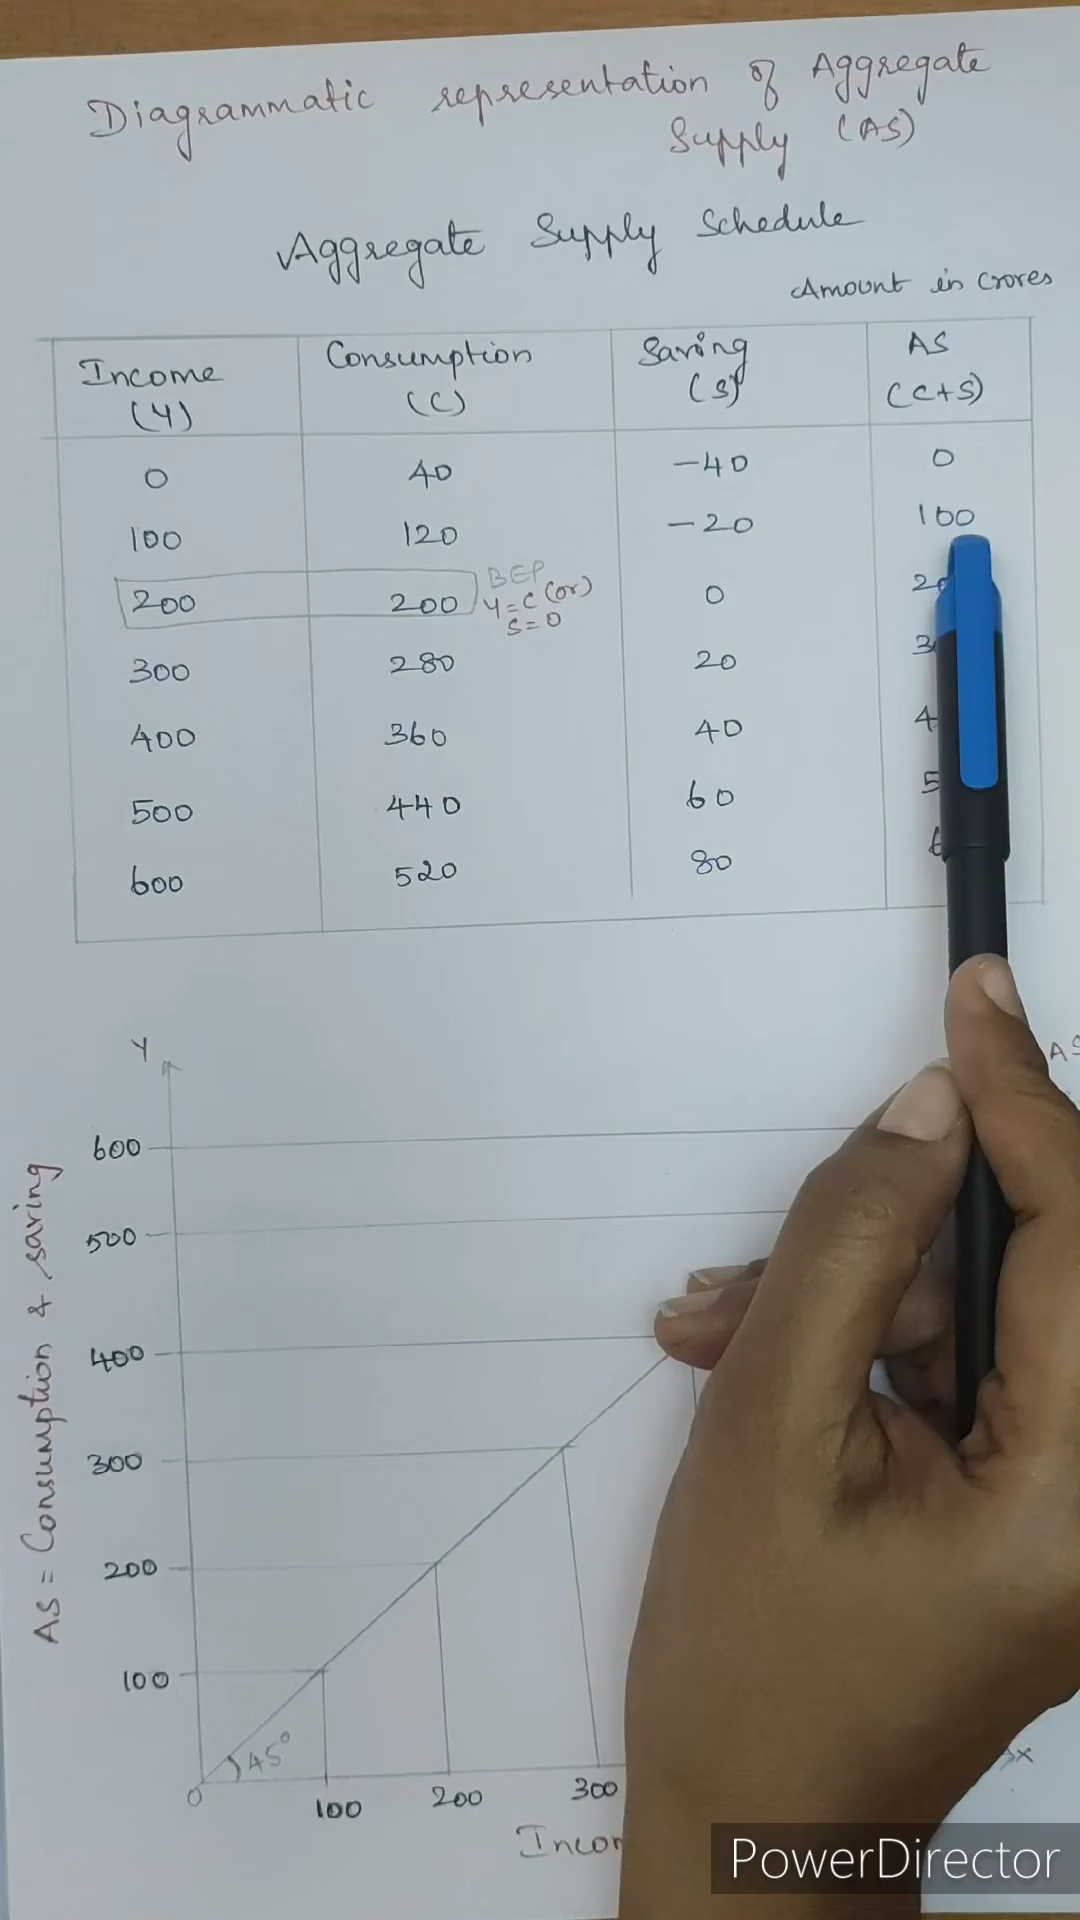 Diagrammatic representation of Aggregate
Supply (AS)
Aggregate Supply Schedule
Amount in Crores
Income (Y) Consumption (C) Saving (S) AS (C+S)
0 40 -40 0
100 120 -20 100
200 200 BEP Y=C (or) S=0 0
300 280 20
400 360 40
500 440 60
600 520 80
Y
AS
600
500
400
300
200
100
AS = Consumption & saving
45°
0 100 200 300
X
PowerDirector